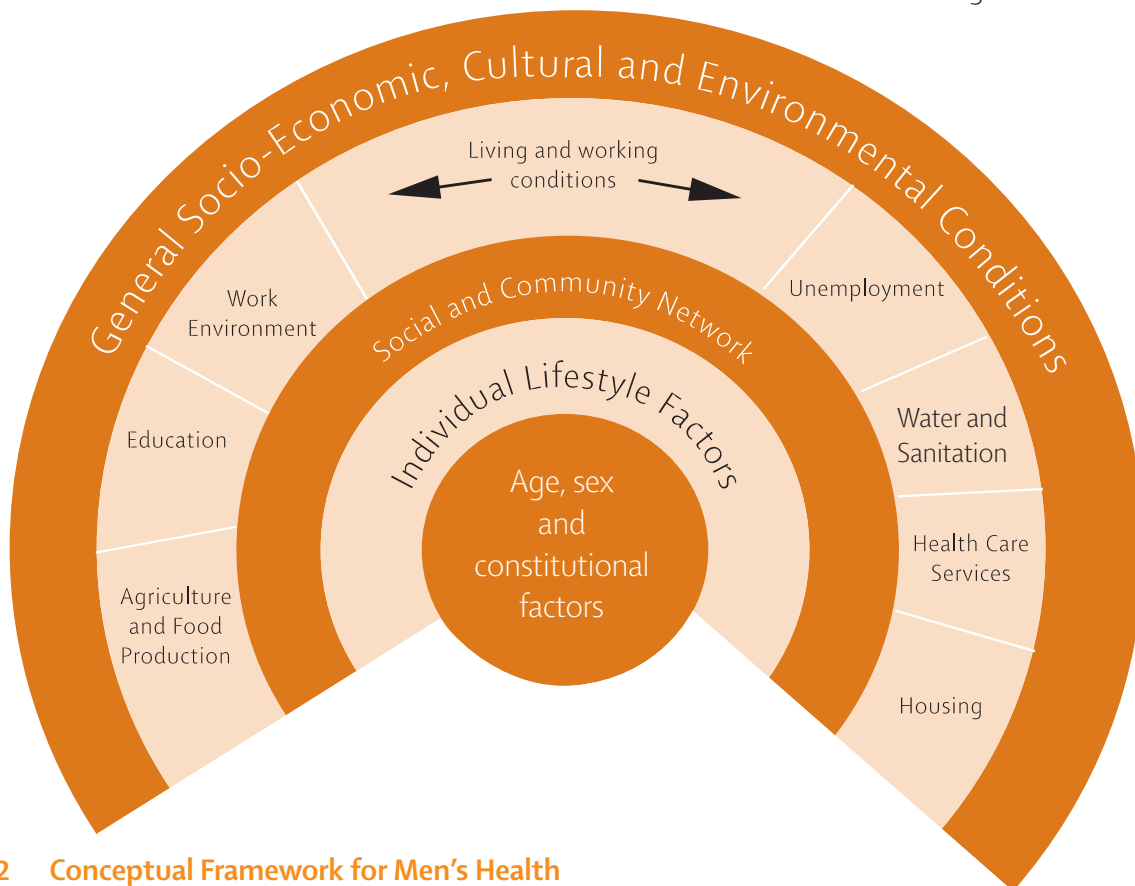 General Socio-Economic, Cultural and Environmental Conditions
Living and working
conditions
Work
Environment
Unemployment
Social and Community Network
Individual Lifestyle Factors
Education
Water and
Sanitation
Age, sex
and
constitutional
factors
Health Care
Services
Agriculture
and Food
Production
Housing
2 Conceptual Framework for Men's Health